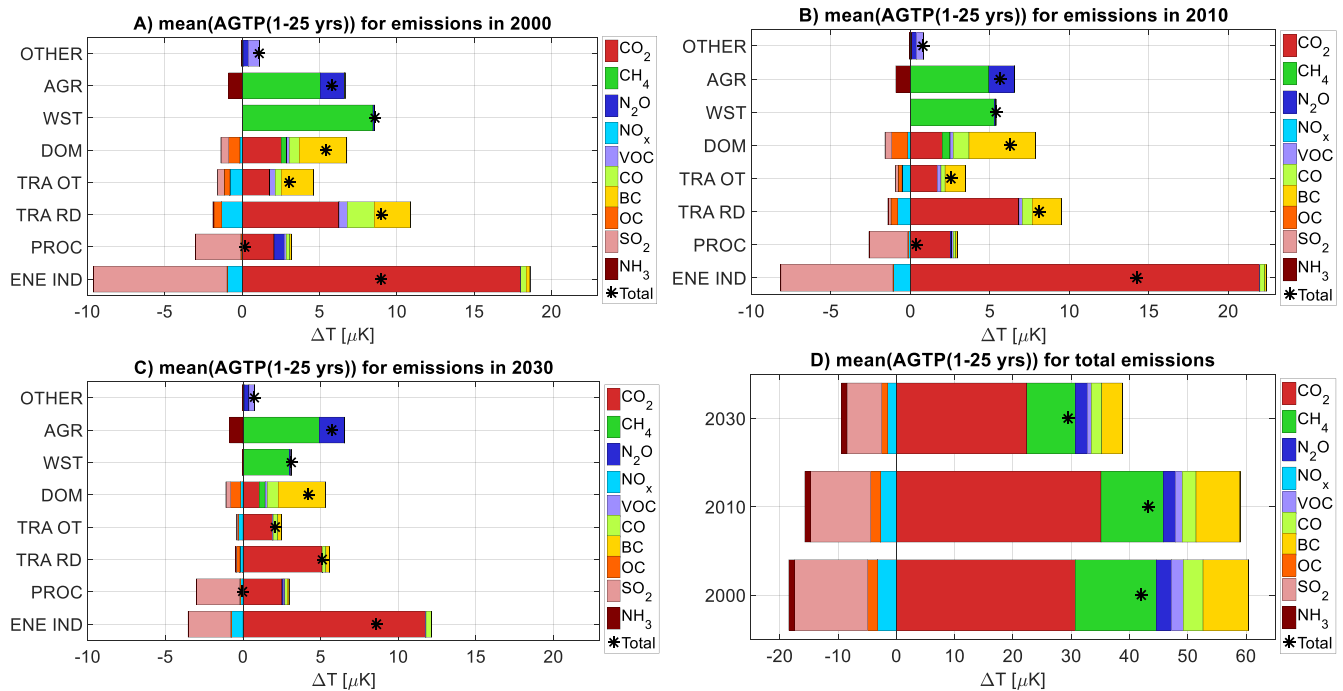 A) mean(AGTP(1-25 yrs)) for emissions in 2000
OTHER
AGR
WST
DOM
TRA OT
TRA RD
PROC
ENE IND
-10 -5 0 5 10 15 20
ΔT [μK]
CO2
CH4
N2O
NOx
VOC
CO
BC
OC
SO2
NH3
Total
B) mean(AGTP(1-25 yrs)) for emissions in 2010
OTHER
AGR
WST
DOM
TRA OT
TRA RD
PROC
ENE IND
-10 -5 0 5 10 15 20
ΔT [μK]
CO2
CH4
N2O
NOx
VOC
CO
BC
OC
SO2
NH3
Total
C) mean(AGTP(1-25 yrs)) for emissions in 2030
OTHER
AGR
WST
DOM
TRA OT
TRA RD
PROC
ENE IND
-10 -5 0 5 10 15 20
ΔT [μK]
CO2
CH4
N2O
NOx
VOC
CO
BC
OC
SO2
NH3
Total
D) mean(AGTP(1-25 yrs)) for total emissions
2030
2010
2000
-20 -10 0 10 20 30 40 50 60
ΔT [μK]
CO2
CH4
N2O
NOx
VOC
CO
BC
OC
SO2
NH3
Total